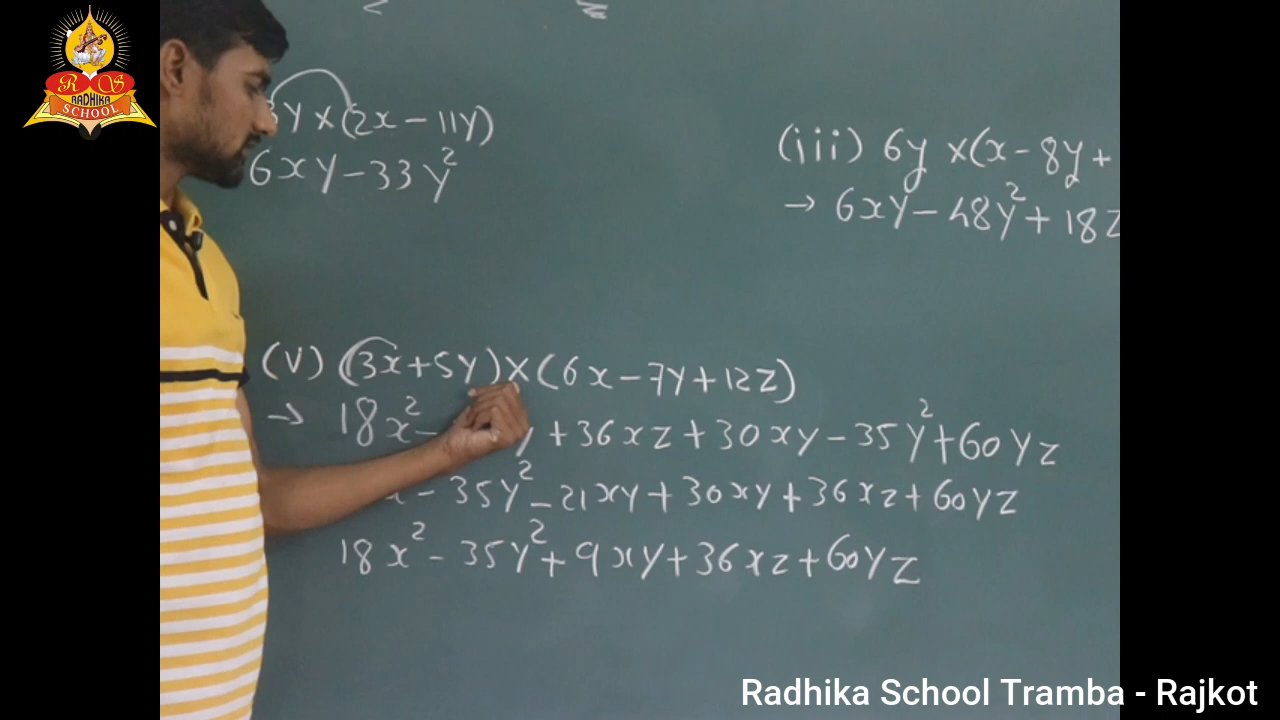 R S
RADHIKA
SCHOOL
3y×(2x-11y)
6xy-33y²
(iii) 6y×(x-8y+
→ 6xy-48y²+18z
(V) (3x+5y)×(6x-7y+12z)
→ 18x²- y+36xz+30xy-35y²+60yz
x-35y²-21xy+30xy+36xz+60yz
18x²-35y²+9xy+36xz+60yz
Radhika School Tramba - Rajkot